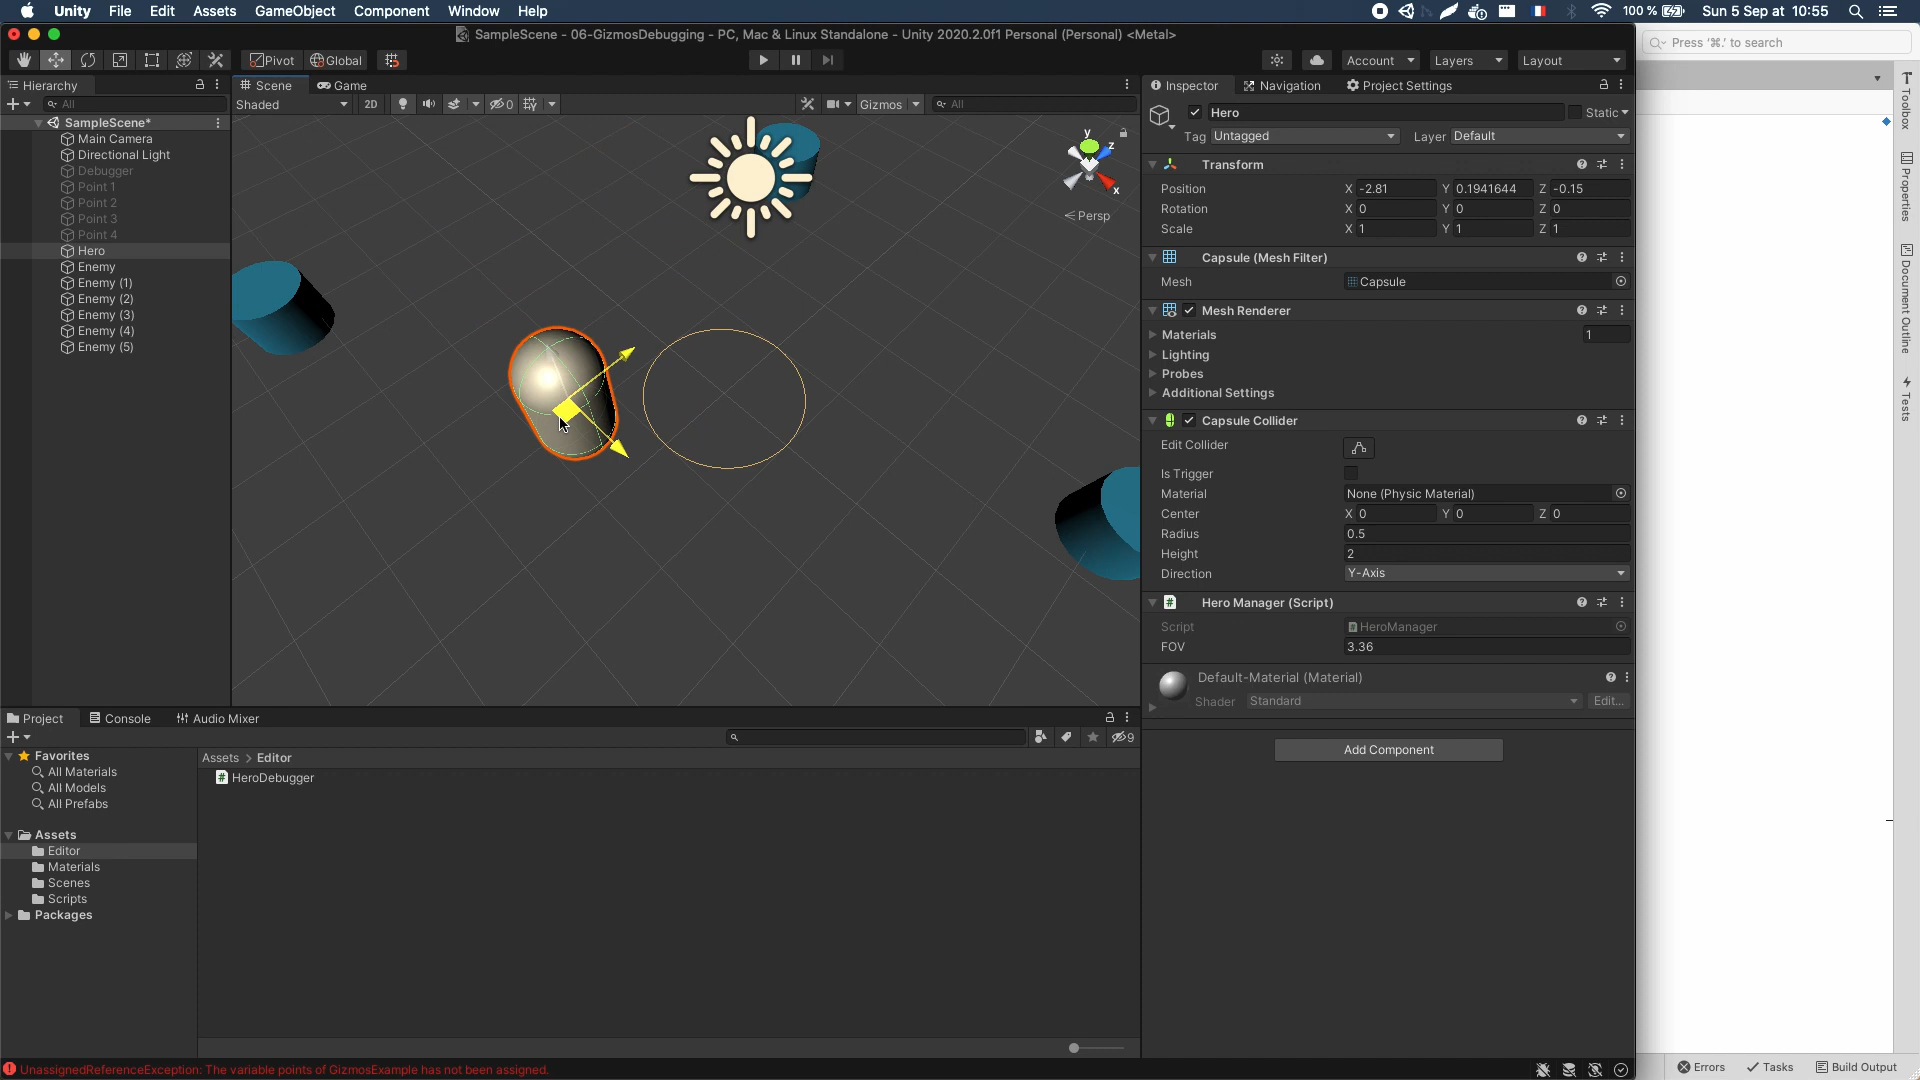 Unity File Edit Assets GameObject Component Window Help
100 % Sun 5 Sep at 10:55
SampleScene - 06-GizmosDebugging - PC, Mac & Linux Standalone - Unity 2020.2.0f1 Personal (Personal) <Metal>
Press '⌘.' to search
Pivot Global Account Layers Layout
Hierarchy
All
SampleScene*
Main Camera
Directional Light
Debugger
Point 1
Point 2
Point 3
Point 4
Hero
Enemy
Enemy (1)
Enemy (2)
Enemy (3)
Enemy (4)
Enemy (5)
Scene Game
Shaded 2D 0 Gizmos All
y
z
x
Persp
Inspector Navigation Project Settings
Hero Static
Tag Untagged Layer Default
Transform
Position X -2.81 Y 0.1941644 Z -0.15
Rotation X 0 Y 0 Z 0
Scale X 1 Y 1 Z 1
Capsule (Mesh Filter)
Mesh Capsule
Mesh Renderer
Materials 1
Lighting
Probes
Additional Settings
Capsule Collider
Edit Collider
Is Trigger
Material None (Physic Material)
Center X 0 Y 0 Z 0
Radius 0.5
Height 2
Direction Y-Axis
Hero Manager (Script)
Script HeroManager
FOV 3.36
Default-Material (Material)
Shader Standard Edit...
Add Component
Project Console Audio Mixer
9
Favorites
All Materials
All Models
All Prefabs
Assets
Editor
Materials
Scenes
Scripts
Packages
Assets > Editor
HeroDebugger
UnassignedReferenceException: The variable points of GizmosExample has not been assigned.
Toolbox
Properties
Document Outline
Tests
Errors Tasks Build Output